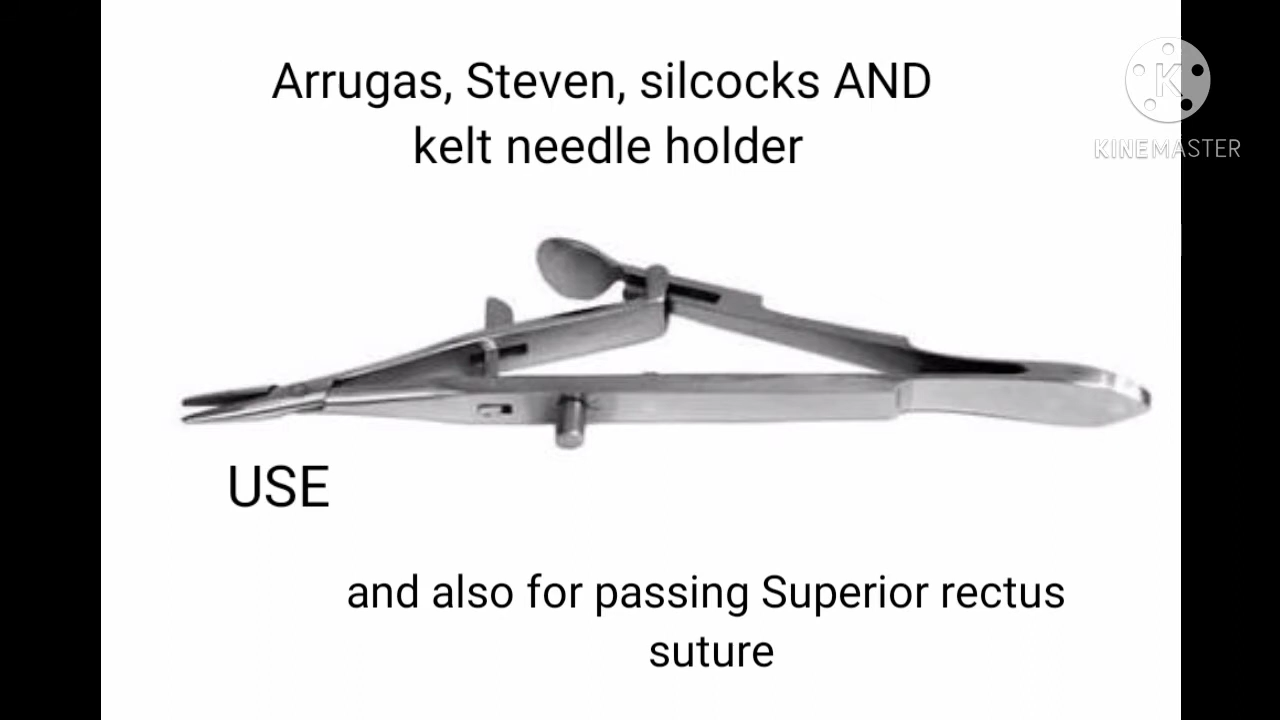 Arrugas, Steven, silcocks AND
kelt needle holder
K
KINEMASTER
USE
and also for passing Superior rectus
suture